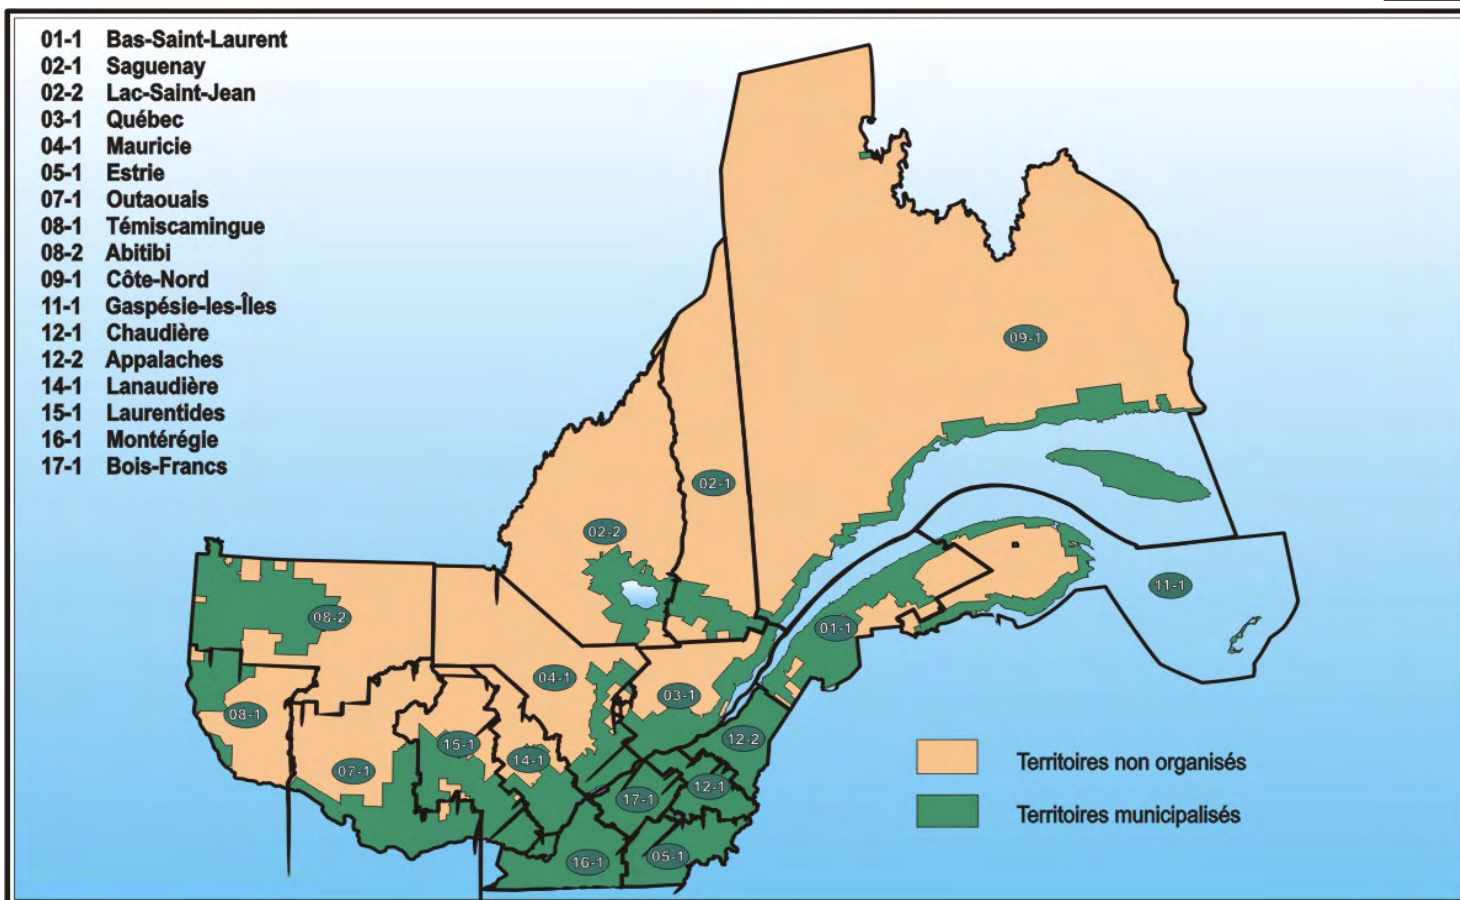 01-1 Bas-Saint-Laurent
02-1 Saguenay
02-2 Lac-Saint-Jean
03-1 Québec
04-1 Mauricie
05-1 Estrie
07-1 Outaouais
08-1 Témiscamingue
08-2 Abitibi
09-1 Côte-Nord
11-1 Gaspésie-les-Îles
12-1 Chaudière
12-2 Appalaches
14-1 Lanaudière
15-1 Laurentides
16-1 Montérégie
17-1 Bois-Francs
09-1
02-1
02-2
11-1
08-2
01-1
04-1
03-1
08-1
15-1
12-2
14-1
07-1
12-1
17-1
16-1
05-1
Territoires non organisés
Territoires municipalisés